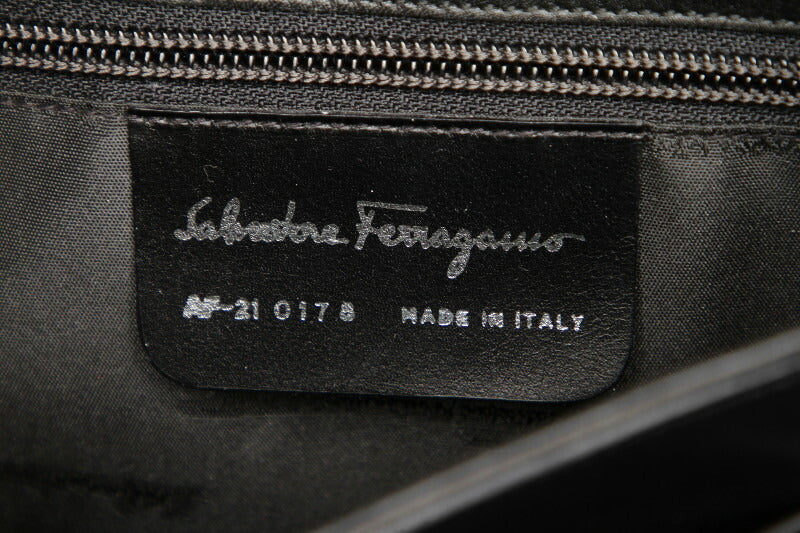 Salvatore Ferragamo
AF-21 0178 MADE IN ITALY